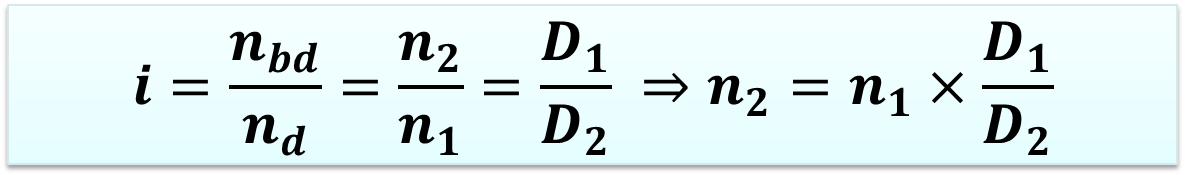 i = n_bd / n_d = n_2 / n_1 = D_1 / D_2 ⇒ n_2 = n_1 × D_1 / D_2